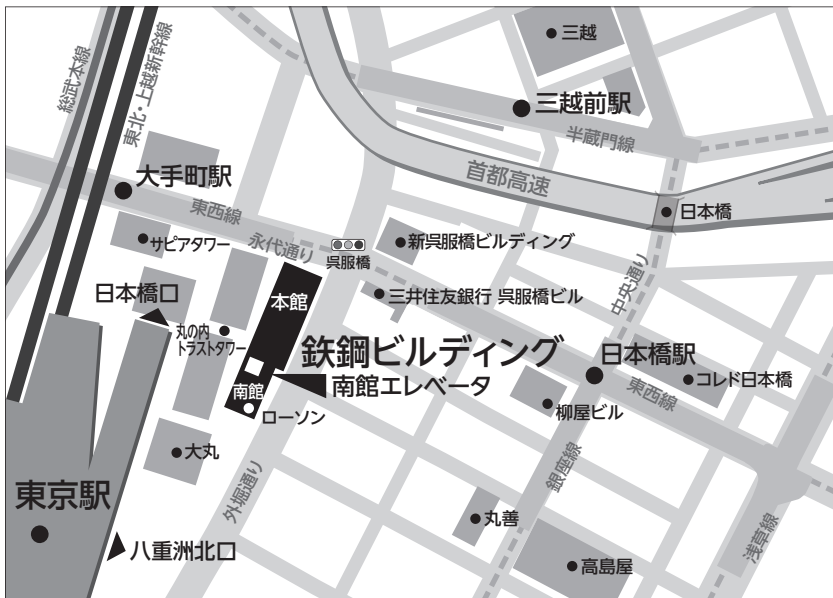 三越
総武本線
東北・上越新幹線
三越前駅
半蔵門線
首都高速
大手町駅
東西線
日本橋
サピアタワー
永代通り
呉服橋
新呉服橋ビルディング
中央通り
日本橋口
本館
三井住友銀行 呉服橋ビル
丸の内
トラストタワー
鉄鋼ビルディング
日本橋駅
南館
南館エレベータ
東西線
コレド日本橋
ローソン
柳屋ビル
大丸
外堀通り
銀座線
東京駅
丸善
浅草線
八重洲北口
高島屋